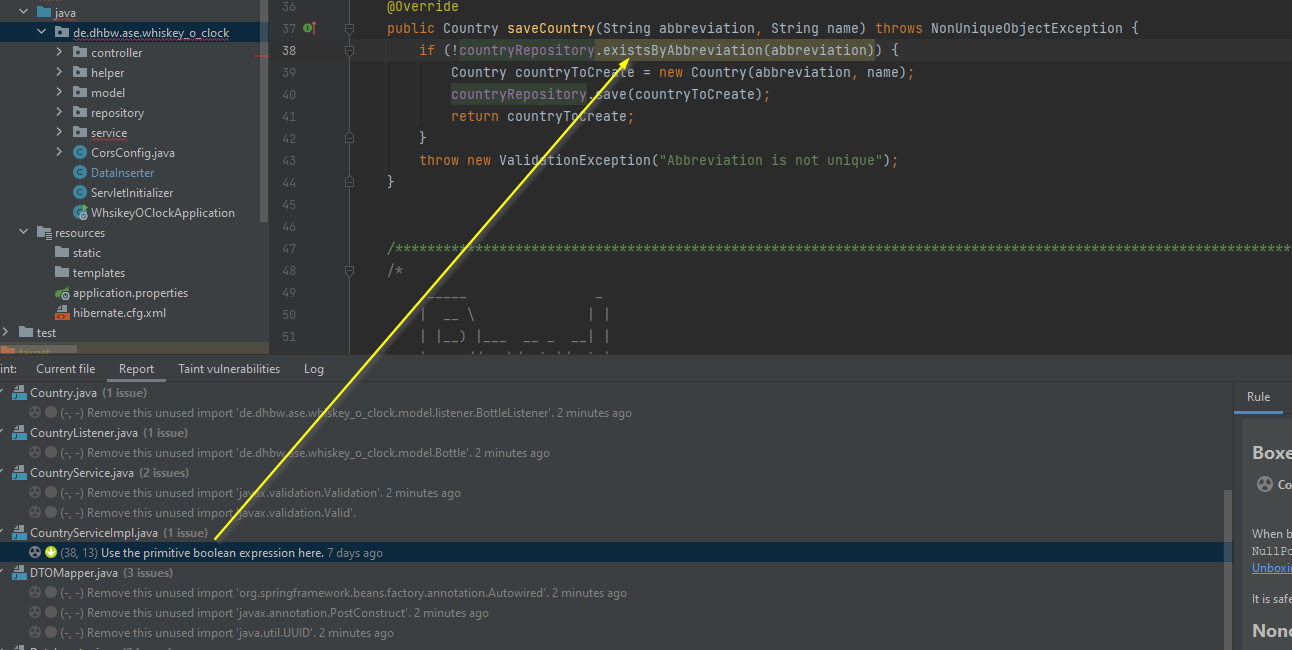 java
de.dhbw.ase.whiskey_o_clock
controller
helper
model
repository
service
CorsConfig.java
DataInserter
ServletInitializer
WhsikeyOClockApplication
resources
static
templates
application.properties
hibernate.cfg.xml
test
target
36 @Override
37 public Country saveCountry(String abbreviation, String name) throws NonUniqueObjectException {
38 if (!countryRepository.existsByAbbreviation(abbreviation)) {
39 Country countryToCreate = new Country(abbreviation, name);
40 countryRepository.save(countryToCreate);
41 return countryToCreate;
42 }
43 throw new ValidationException("Abbreviation is not unique");
44 }
45
46
47 /****************************************************************************************************************
48 /*
49 _____ _
50 | __ \ | |
51 | |__) |___ __ _ __| |
int: Current file Report Taint vulnerabilities Log
Country.java (1 issue)
(-, -) Remove this unused import 'de.dhbw.ase.whiskey_o_clock.model.listener.BottleListener'. 2 minutes ago
CountryListener.java (1 issue)
(-, -) Remove this unused import 'de.dhbw.ase.whiskey_o_clock.model.Bottle'. 2 minutes ago
CountryService.java (2 issues)
(-, -) Remove this unused import 'javax.validation.Validation'. 2 minutes ago
(-, -) Remove this unused import 'javax.validation.Valid'.
CountryServiceImpl.java (1 issue)
(38, 13) Use the primitive boolean expression here. 7 days ago
DTOMapper.java (3 issues)
(-, -) Remove this unused import 'org.springframework.beans.factory.annotation.Autowired'. 2 minutes ago
(-, -) Remove this unused import 'javax.annotation.PostConstruct'. 2 minutes ago
(-, -) Remove this unused import 'java.util.UUID'. 2 minutes ago
Rule
Boxe
Co
When b
NullPo
Unboxin
It is safe
Nonc